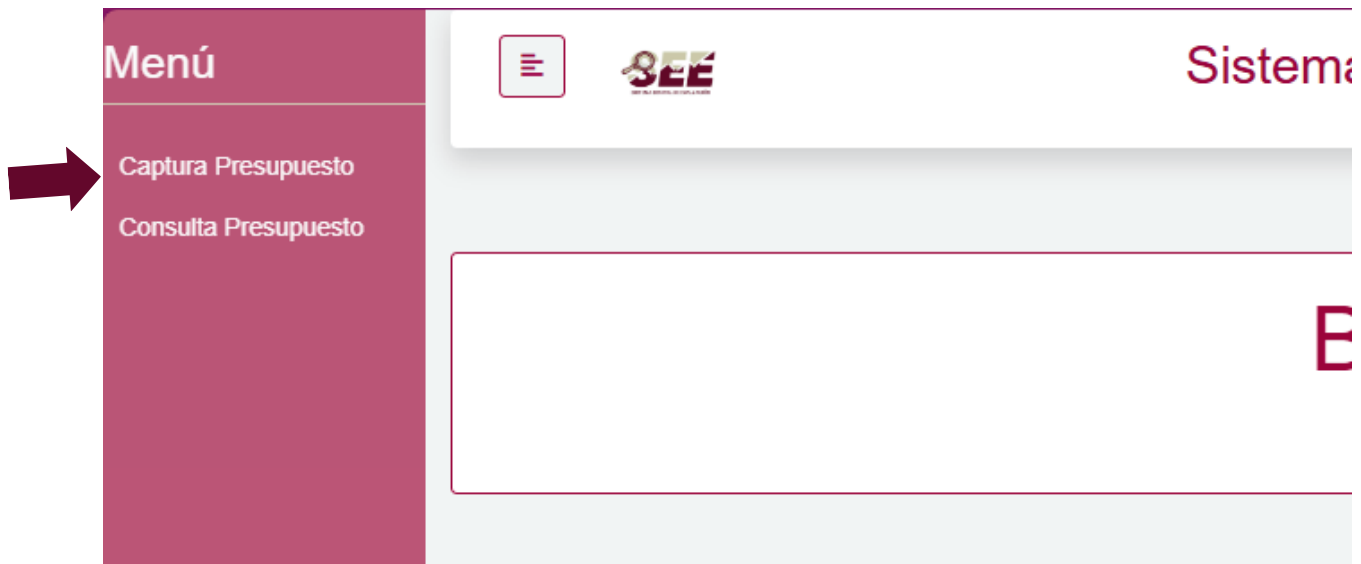 Menú
SEE
Sistema
Captura Presupuesto
Consulta Presupuesto
B